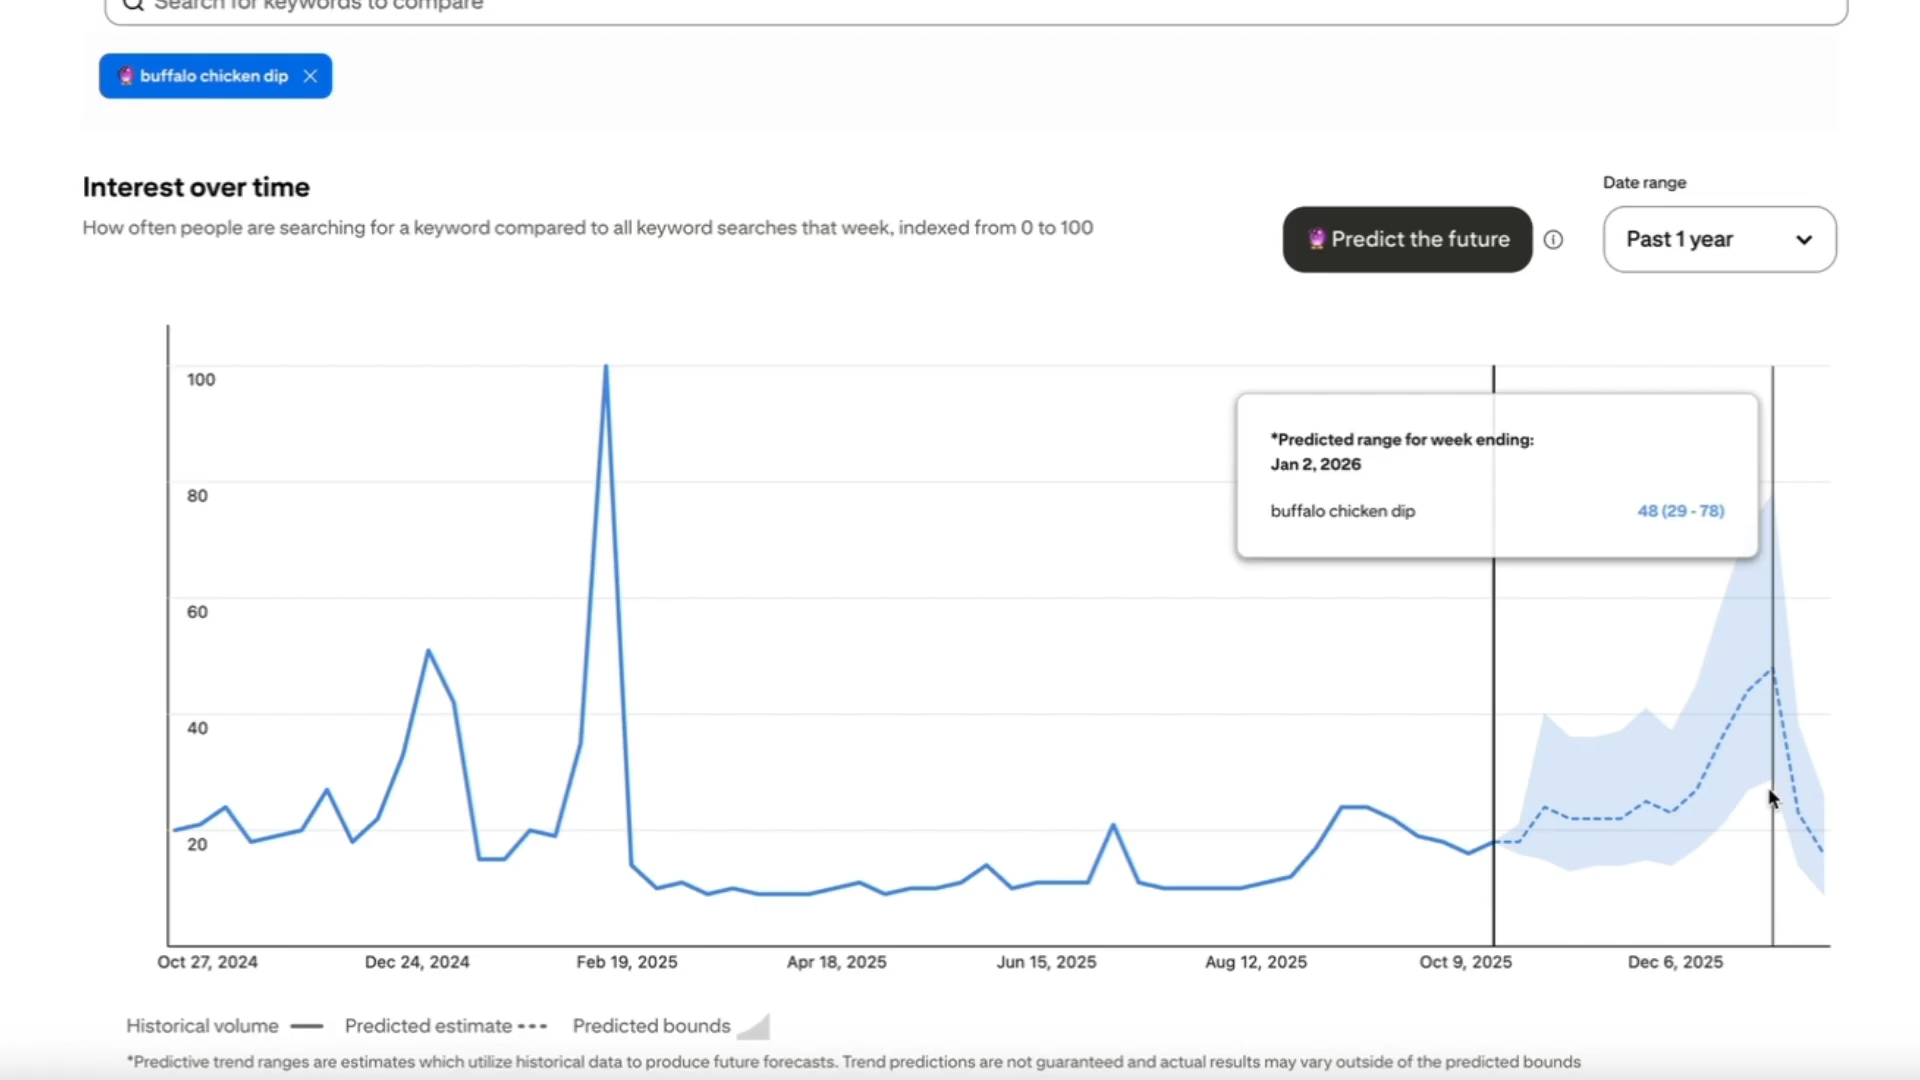 Search for keywords to compare
buffalo chicken dip
Interest over time
How often people are searching for a keyword compared to all keyword searches that week, indexed from 0 to 100
Predict the future
Date range
Past 1 year
100
80
60
40
20
*Predicted range for week ending:
Jan 2, 2026
buffalo chicken dip 48 (29 - 78)
Oct 27, 2024 Dec 24, 2024 Feb 19, 2025 Apr 18, 2025 Jun 15, 2025 Aug 12, 2025 Oct 9, 2025 Dec 6, 2025
Historical volume Predicted estimate Predicted bounds
*Predictive trend ranges are estimates which utilize historical data to produce future forecasts. Trend predictions are not guaranteed and actual results may vary outside of the predicted bounds